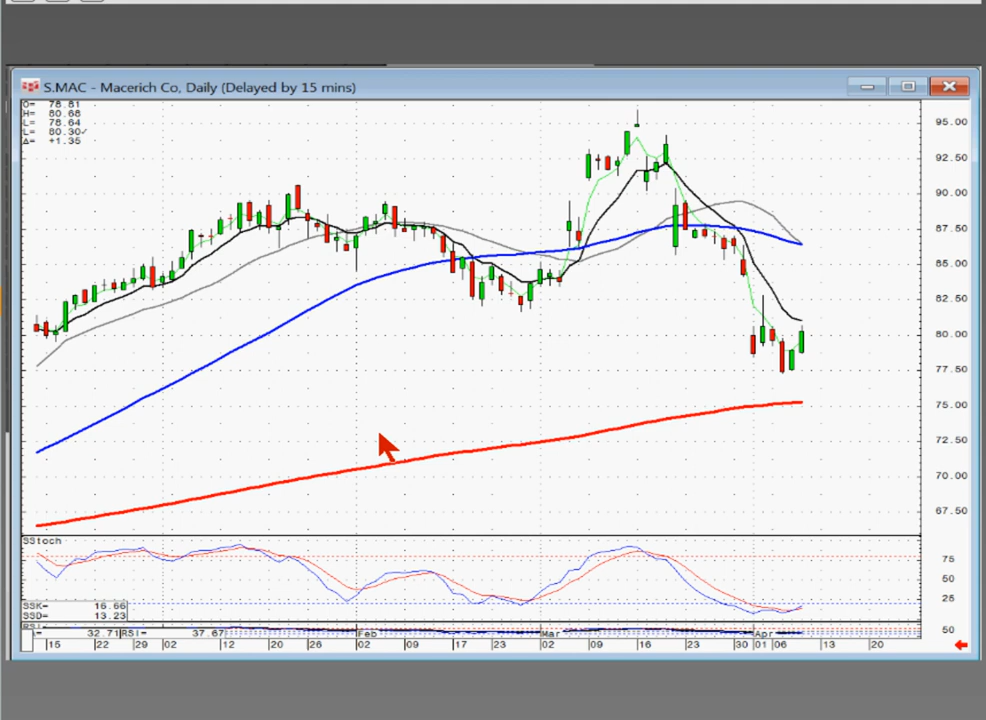 S.MAC - Macerich Co, Daily (Delayed by 15 mins)
O= 78.81
H= 80.68
L= 78.64
L= 80.30✓
Δ= +1.35
95.00
92.50
90.00
87.50
85.00
82.50
80.00
77.50
75.00
72.50
70.00
67.50
SStoch
75
50
25
SSK= 16.66
SSD= 13.23
32.71 RSI= 37.67
50
Feb Mar Apr
15 22 29 02 12 20 26 02 09 17 23 02 09 16 23 30 01 06 13 20